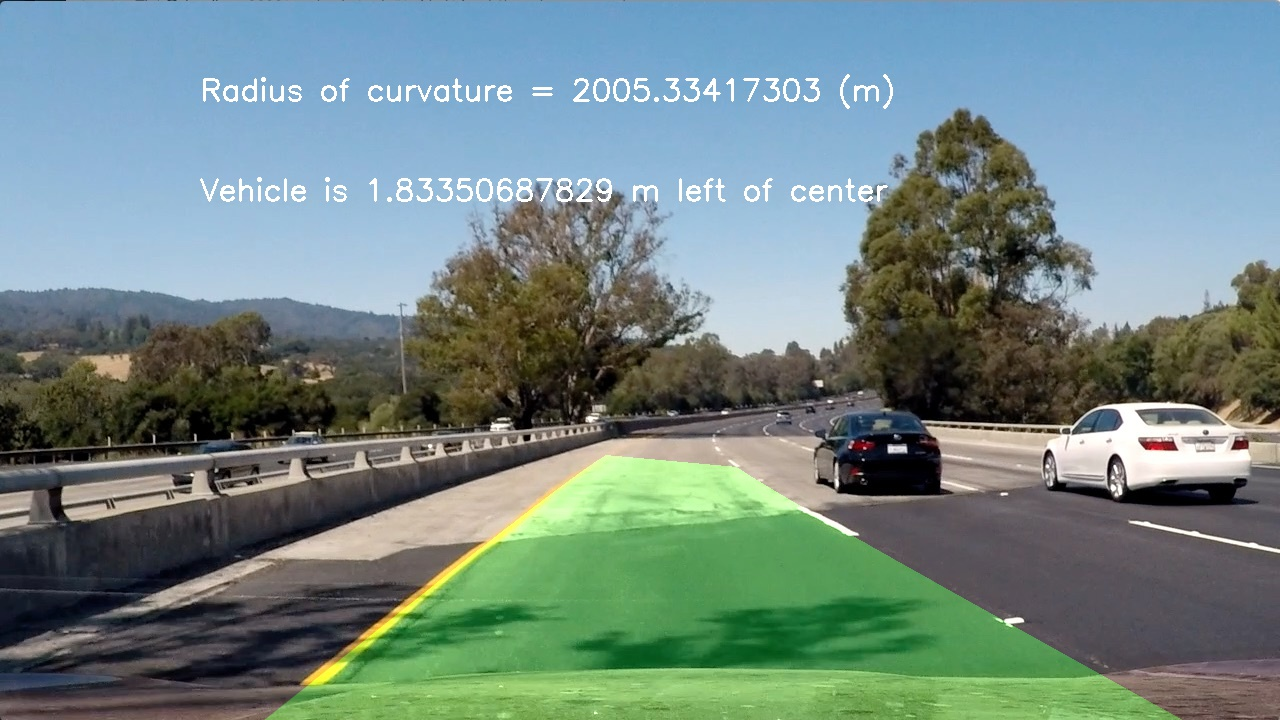 Radius of curvature = 2005.33417303 (m)
Vehicle is 1.83350687829 m left of center